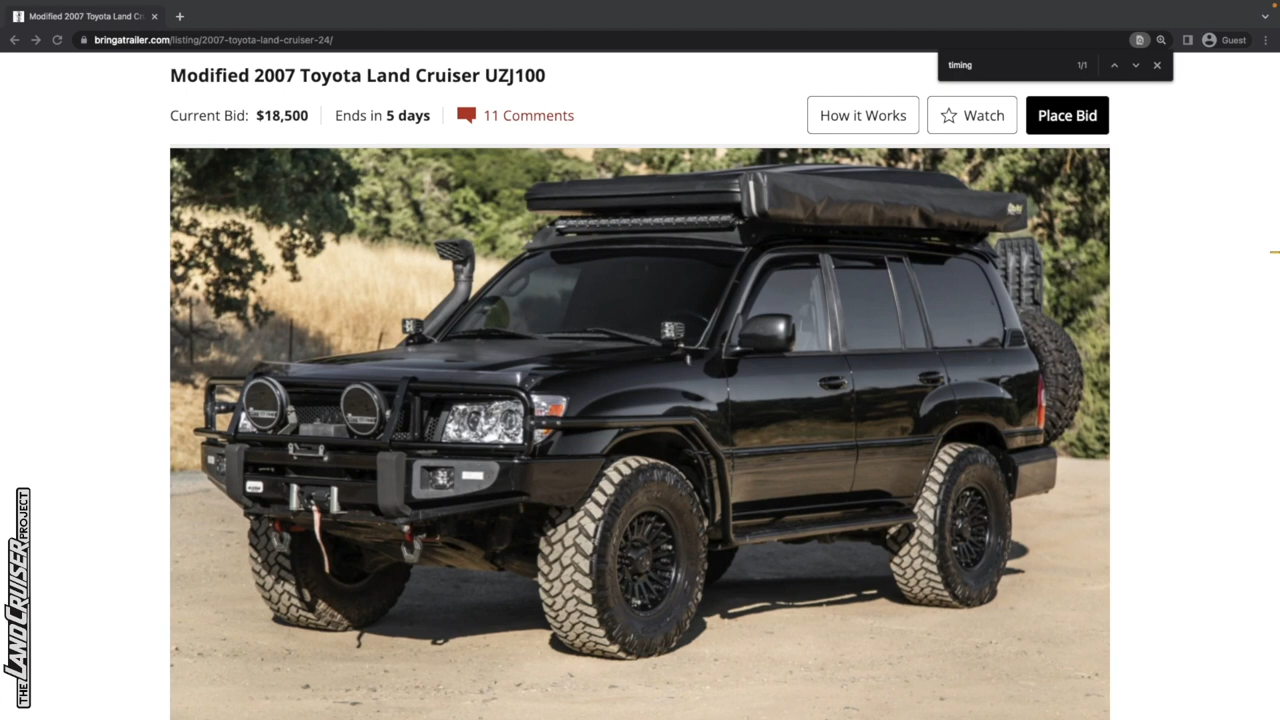 Modified 2007 Toyota Land Cr
bringatrailer.com/listing/2007-toyota-land-cruiser-24/
Guest
timing
1/1
Modified 2007 Toyota Land Cruiser UZJ100
Current Bid: $18,500
Ends in 5 days
11 Comments
How it Works
Watch
Place Bid
THE LAND CRUISER PROJECT